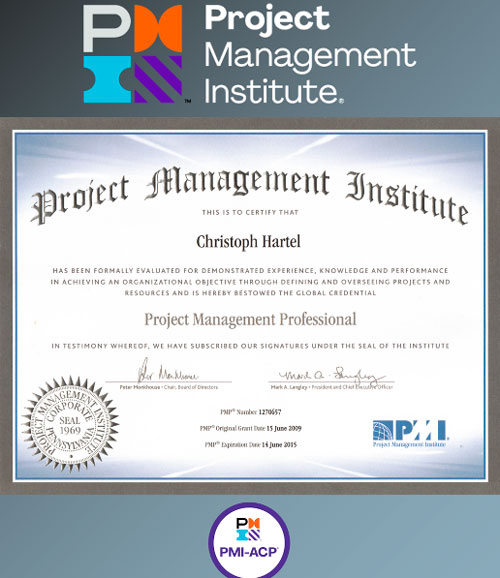 Project
Management
Institute.
Project Management Institute
THIS IS TO CERTIFY THAT
Christoph Hartel
HAS BEEN FORMALLY EVALUATED FOR DEMONSTRATED EXPERIENCE, KNOWLEDGE AND PERFORMANCE
IN ACHIEVING AN ORGANIZATIONAL OBJECTIVE THROUGH DEFINING AND OVERSEEING PROJECTS AND
RESOURCES AND IS HEREBY BESTOWED THE GLOBAL CREDENTIAL
Project Management Professional
IN TESTIMONY WHEREOF, WE HAVE SUBSCRIBED OUR SIGNATURES UNDER THE SEAL OF THE INSTITUTE
Peter Monkhouse • Chair, Board of Directors
Mark A. Langley • President and Chief Executive Officer
PROJECT MANAGEMENT INSTITUTE
CORPORATE
SEAL
1969
PENNSYLVANIA
PMP® Number 1270657
PMP® Original Grant Date 15 June 2009
PMP® Expiration Date 14 June 2015
PMI®
Project Management Institute
PMI-ACP®